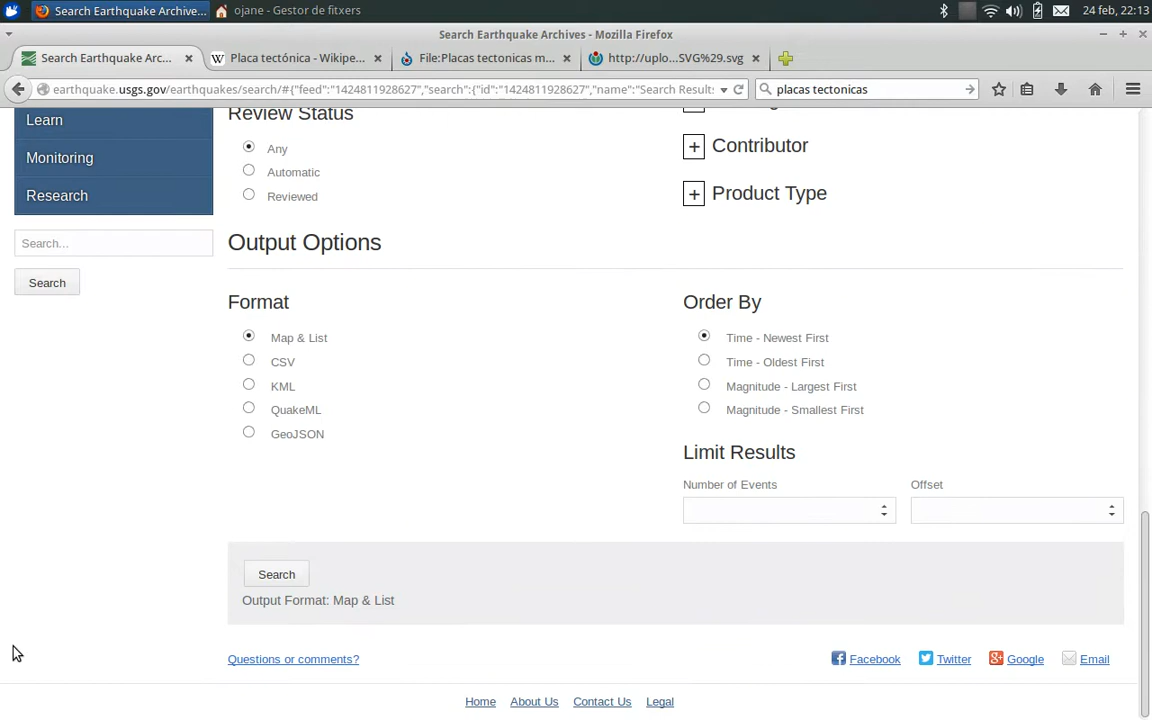 Search Earthquake Archive... ojane - Gestor de fitxers 24 feb, 22:13
Search Earthquake Archives - Mozilla Firefox
Search Earthquake Arc... Placa tectónica - Wikipe... File:Placas tectonicas m... http://uplo...SVG%29.svg
earthquake.usgs.gov/earthquakes/search/#{"feed":"1424811928627","search":{"id":"1424811928627","name":"Search Results placas tectonicas
Learn
Monitoring
Research
Search...
Search
Review Status
Any
Automatic
Reviewed
+ Contributor
+ Product Type
Output Options
Format
Map & List
CSV
KML
QuakeML
GeoJSON
Order By
Time - Newest First
Time - Oldest First
Magnitude - Largest First
Magnitude - Smallest First
Limit Results
Number of Events Offset
Search
Output Format: Map & List
Questions or comments? Facebook Twitter Google Email
Home About Us Contact Us Legal